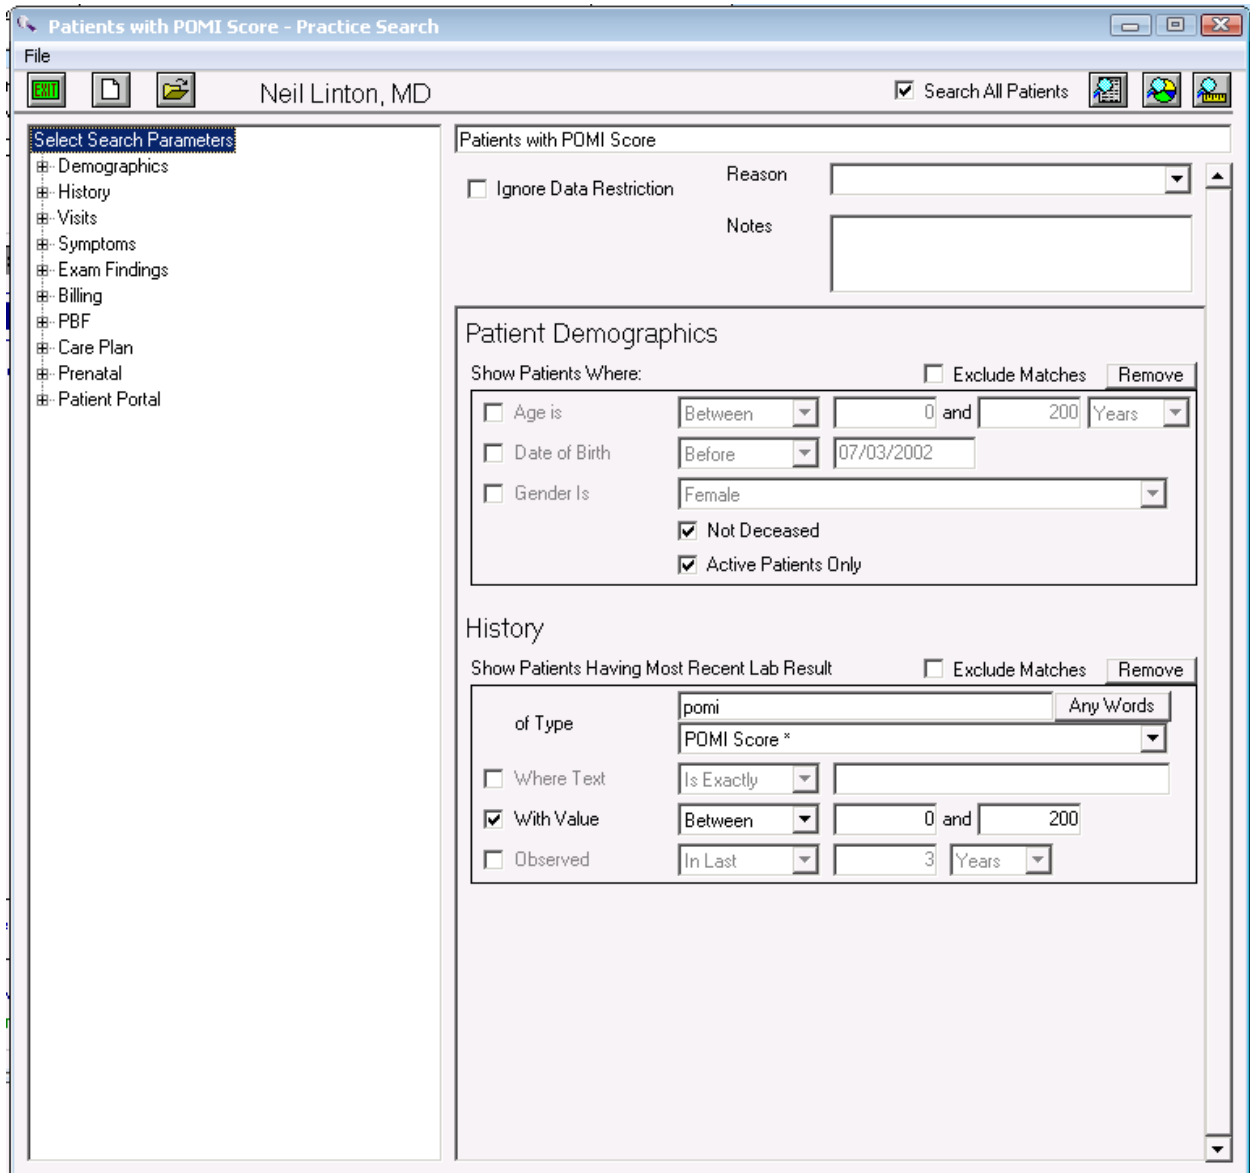 Patients with POMI Score - Practice Search
File
EXIT Neil Linton, MD Search All Patients
Select Search Parameters
Demographics
History
Visits
Symptoms
Exam Findings
Billing
PBF
Care Plan
Prenatal
Patient Portal
Patients with POMI Score
Ignore Data Restriction Reason
Notes
Patient Demographics
Show Patients Where: Exclude Matches Remove
Age is Between 0 and 200 Years
Date of Birth Before 07/03/2002
Gender Is Female
Not Deceased
Active Patients Only
History
Show Patients Having Most Recent Lab Result Exclude Matches Remove
of Type pomi Any Words
POMI Score *
Where Text Is Exactly
With Value Between 0 and 200
Observed In Last 3 Years